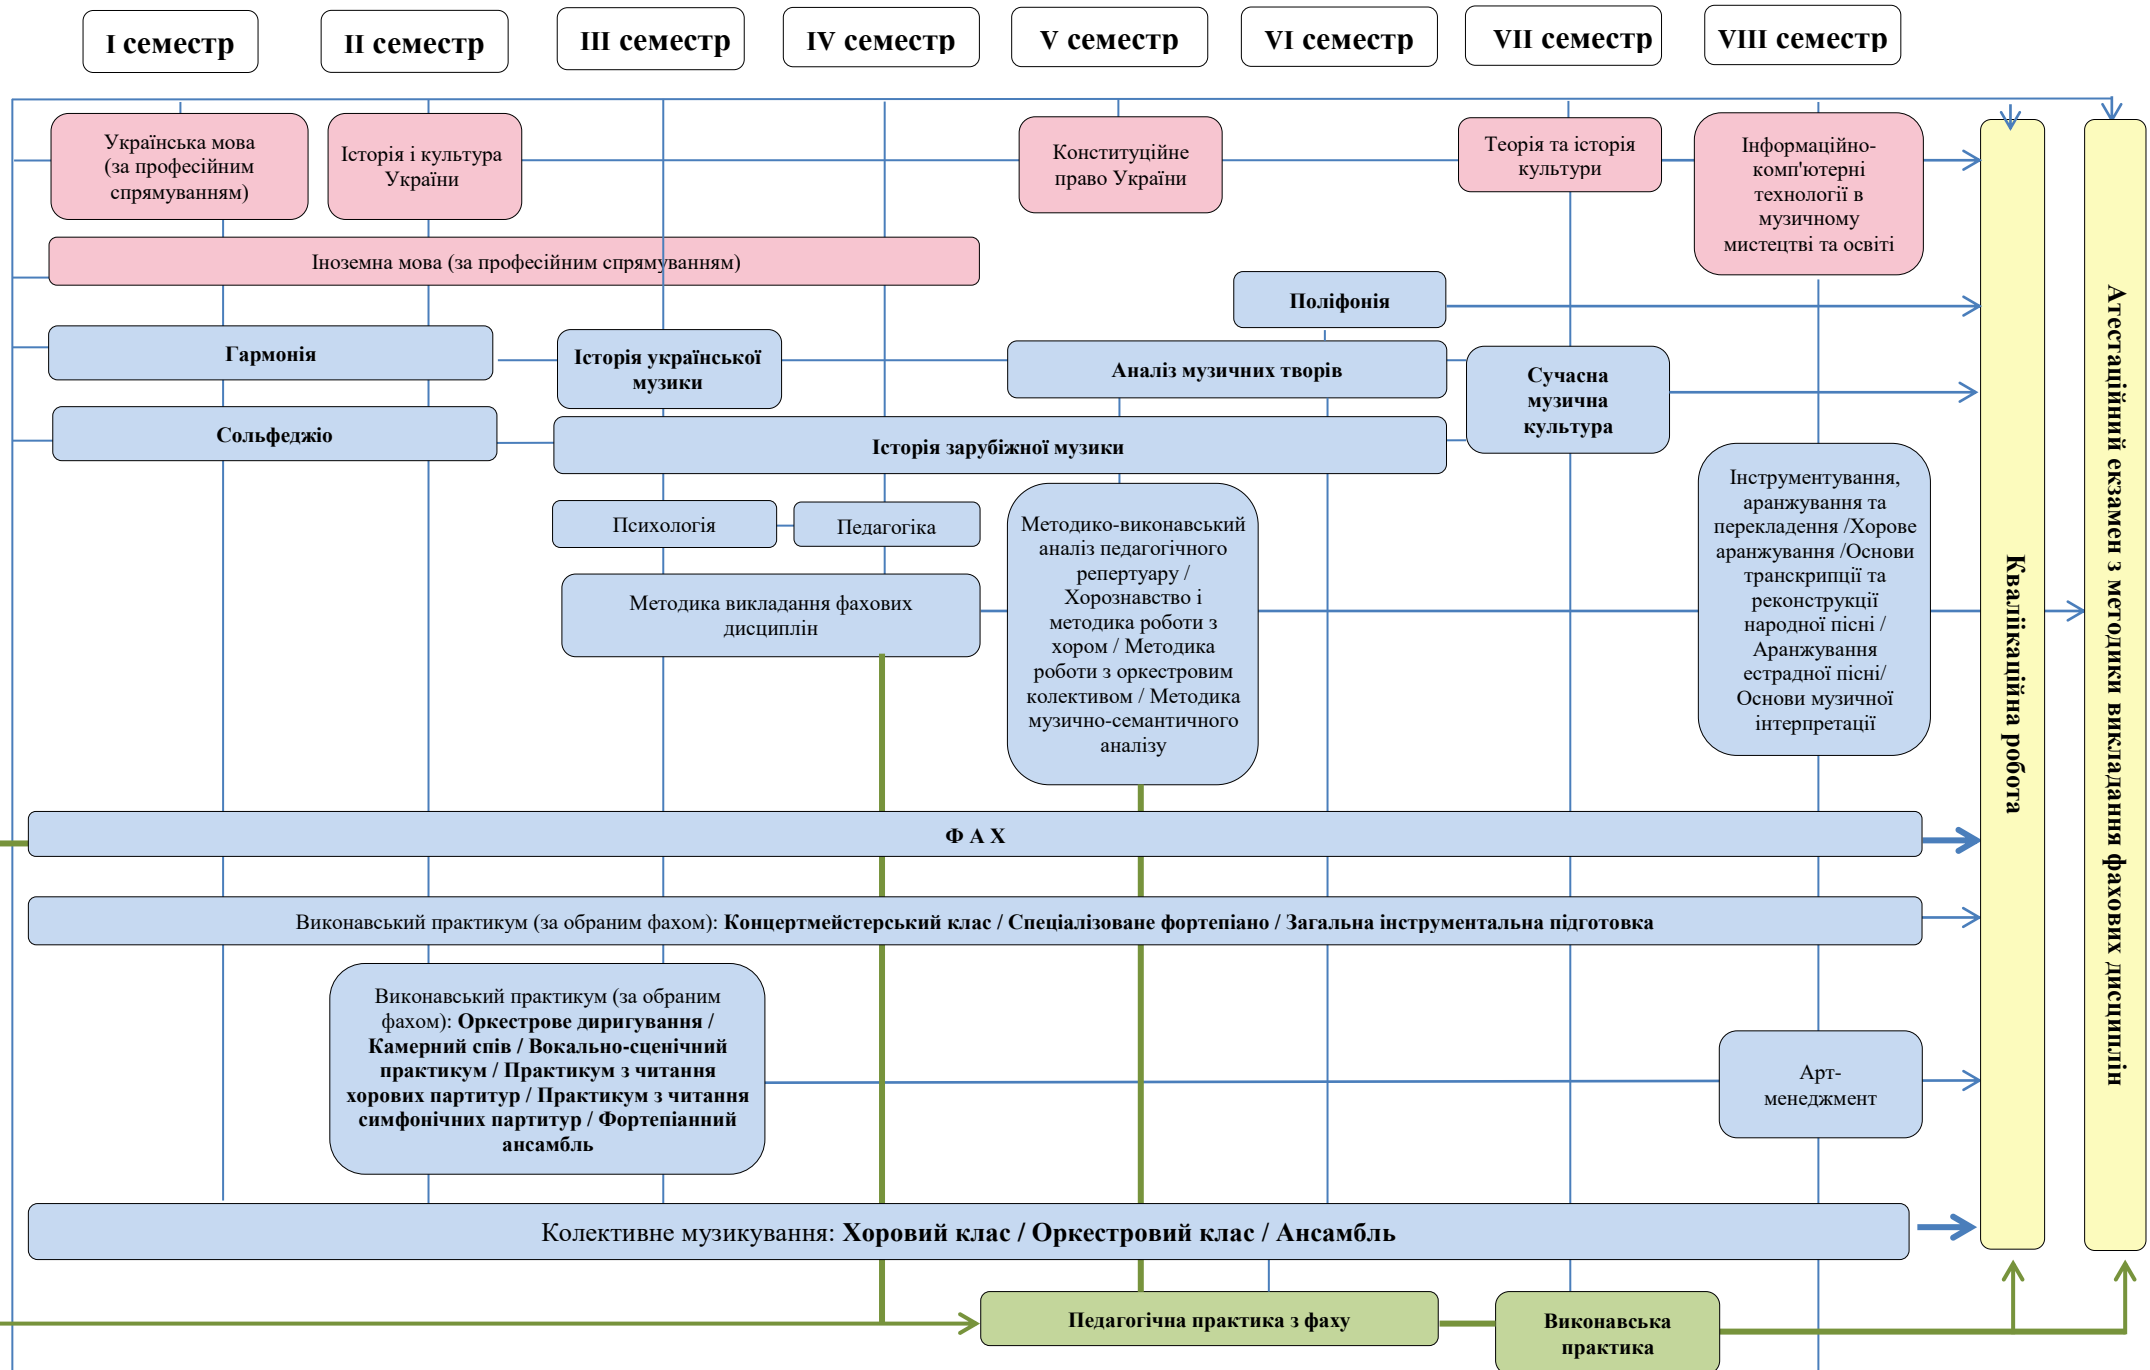 I семестр
II семестр
III семестр
IV семестр
V семестр
VI семестр
VII семестр
VIII семестр
Українська мова
(за професійним
спрямуванням)
Історія і культура
України
Конституційне
право України
Теорія та історія
культури
Інформаційно-
комп'ютерні
технології в
музичному
мистецтві та освіті
Іноземна мова (за професійним спрямуванням)
Поліфонія
Гармонія
Історія української
музики
Аналіз музичних творів
Сучасна
музична
культура
Сольфеджіо
Історія зарубіжної музики
Психологія
Педагогіка
Методика викладання фахових
дисциплін
Методико-виконавський
аналіз педагогічного
репертуару /
Хорознавство і
методика роботи з
хором / Методика
роботи з оркестровим
колективом / Методика
музично-семантичного
аналізу
Інструментування,
аранжування та
перекладення /Хорове
аранжування /Основи
транскрипції та
реконструкції
народної пісні /
Аранжування
естрадної пісні/
Основи музичної
інтерпретації
Ф А Х
Виконавський практикум (за обраним фахом): Концертмейстерський клас / Спеціалізоване фортепіано / Загальна інструментальна підготовка
Виконавський практикум (за обраним
фахом): Оркестрове диригування /
Камерний спів / Вокально-сценічний
практикум / Практикум з читання
хорових партитур / Практикум з читання
симфонічних партитур / Фортепіанний
ансамбль
Арт-
менеджмент
Колективне музикування: Хоровий клас / Оркестровий клас / Ансамбль
Педагогічна практика з фаху
Виконавська
практика
Кваліікаційна робота
Атестаційний екзамен з методики викладання фахових дисциплін